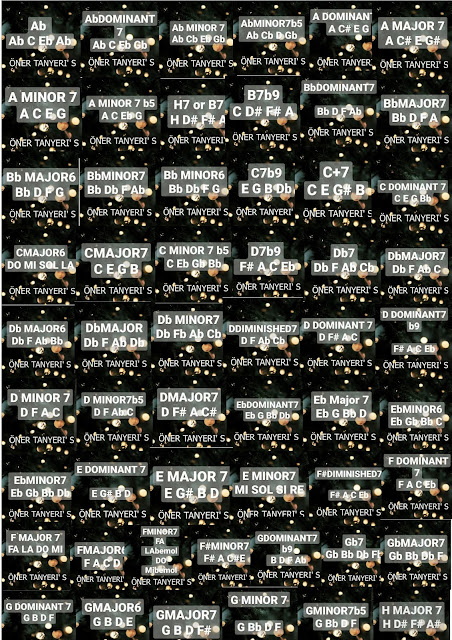 Ab
Ab C Eb Ab
ÖNER TANYERI' S
AbDOMINANT
7
Ab C Eb Gb
ÖNER TANYERI' S
Ab MINOR 7
Ab Cb Eb Gb
ÖNER TANYERI' S
AbMINOR7b5
Ab Cb D Gb
ÖNER TANYERI' S
A DOMINANT
A C# E G
ÖNER TANYERI' S
A MAJOR 7
A C# E G#
ÖNER TANYERI' S
A MINOR 7
A C E G
ÖNER TANYERI' S
A MINOR 7 b5
A C Eb G
ÖNER TANYERI' S
H7 or B7
H D# F# A
ÖNER TANYERI' S
B7b9
C D# F# A
ÖNER TANYERI' S
BbDOMINANT7
Bb D F Ab
ÖNER TANYERI' S
BbMAJOR7
Bb D F A
ÖNER TANYERI' S
Bb MAJOR6
Bb D F G
ÖNER TANYERI' S
BbMINOR7
Bb Db F Ab
ÖNER TANYERI' S
Bb MINOR6
Bb Db F G
ÖNER TANYERI' S
C7b9
E G B Db
ÖNER TANYERI' S
C+7
C E G# B
ÖNER TANYERI' S
C DOMINANT 7
C E G Bb
ÖNER TANYERI' S
CMAJOR6
DO MI SOL LA
ÖNER TANYERI' S
CMAJOR7
C E G B
ÖNER TANYERI' S
C MINOR 7 b5
C Eb Gb Bb
ÖNER TANYERI' S
D7b9
F# A C Eb
ÖNER TANYERI' S
Db7
Db F Ab Cb
ÖNER TANYERI' S
DbMAJOR7
Db F Ab C
ÖNER TANYERI' S
Db MAJOR6
Db F Ab Bb
ÖNER TANYERI' S
DbMAJOR
Db F Ab Db
ÖNER TANYERI' S
Db MINOR 7
Db Fb Ab Cb
ÖNER TANYERI' S
DDIMINISHED7
D F Ab Cb
ÖNER TANYERI' S
D DOMINANT 7
D F# A C
ÖNER TANYERI' S
D DOMINANT 7
b9
F# A C Eb
ÖNER TANYERI' S
D MINOR 7
D F A C
ÖNER TANYERI' S
D MINOR7b5
D F Ab C
ÖNER TANYERI' S
DMAJOR7
D F# A C#
ÖNER TANYERI' S
EbDOMINANT7
Eb G Bb Db
ÖNER TANYERI' S
Eb Major 7
Eb G Bb D
ÖNER TANYERI' S
EbMINOR6
Eb Gb Bb C
ÖNER TANYERI' S
EbMINOR7
Eb Gb Bb Db
ÖNER TANYERI' S
E DOMINANT 7
E G# B D
ÖNER TANYERI' S
E MAJOR 7
E G# B D
ÖNER TANYERI' S
E MINOR7
MI SOL SI RE
ÖNER TANYERI' S
F#DIMINISHED7
F# A C Eb
ÖNER TANYERI' S
F DOMINANT
7
F A C Eb
ÖNER TANYERI' S
F MAJOR 7
FA LA DO MI
ÖNER TANYERI' S
FMAJOR6
F A C D
ÖNER TANYERI' S
FMINOR7
FA
LAbemol
DO
Mibemol
ÖNER TANYERI' S
F#MINOR7
F# A C#E
ÖNER TANYERI' S
GDOMINANT7
b9
B D F Ab
ÖNER TANYERI' S
Gb7
Gb Bb Db F
ÖNER TANYERI' S
GbMAJOR7
Gb Bb Db F
ÖNER TANYERI' S
G DOMINANT 7
G B D F
ÖNER TANYERI' S
GMAJOR6
G B D E
ÖNER TANYERI' S
GMAJOR7
G B D F#
ÖNER TANYERI' S
G MINOR 7
G Bb D F
ÖNER TANYERI' S
GMINOR7b5
G Bb D F
ÖNER TANYERI' S
H MAJOR 7
H D# F# A#
ÖNER TANYERI' S